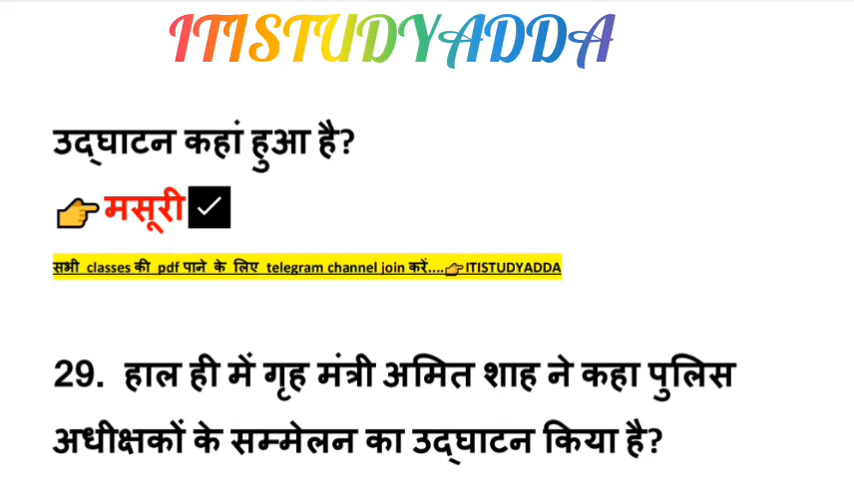 ITISTUDYADDA
उद्घाटन कहां हुआ है?
👉मसूरी✅
सभी classes की pdf पाने के लिए telegram channel join करें....👉ITISTUDYADDA
29. हाल ही में गृह मंत्री अमित शाह ने कहा पुलिस
अधीक्षकों के सम्मेलन का उद्घाटन किया है?